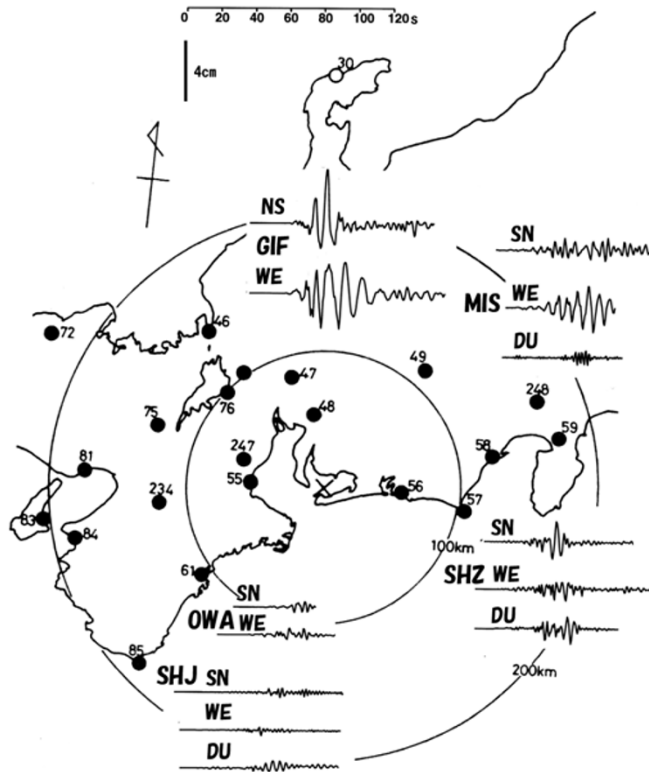 0 20 40 60 80 100 120 s
4cm
30
NS
GIF
WE
SN
MIS WE
DU
72
46
47
49
76
48
248
75
59
81
247
58
55
56
234
57
83
84
100km
SN
SHZ WE
DU
61
SN
OWA WE
85
200km
SHJ SN
WE
DU